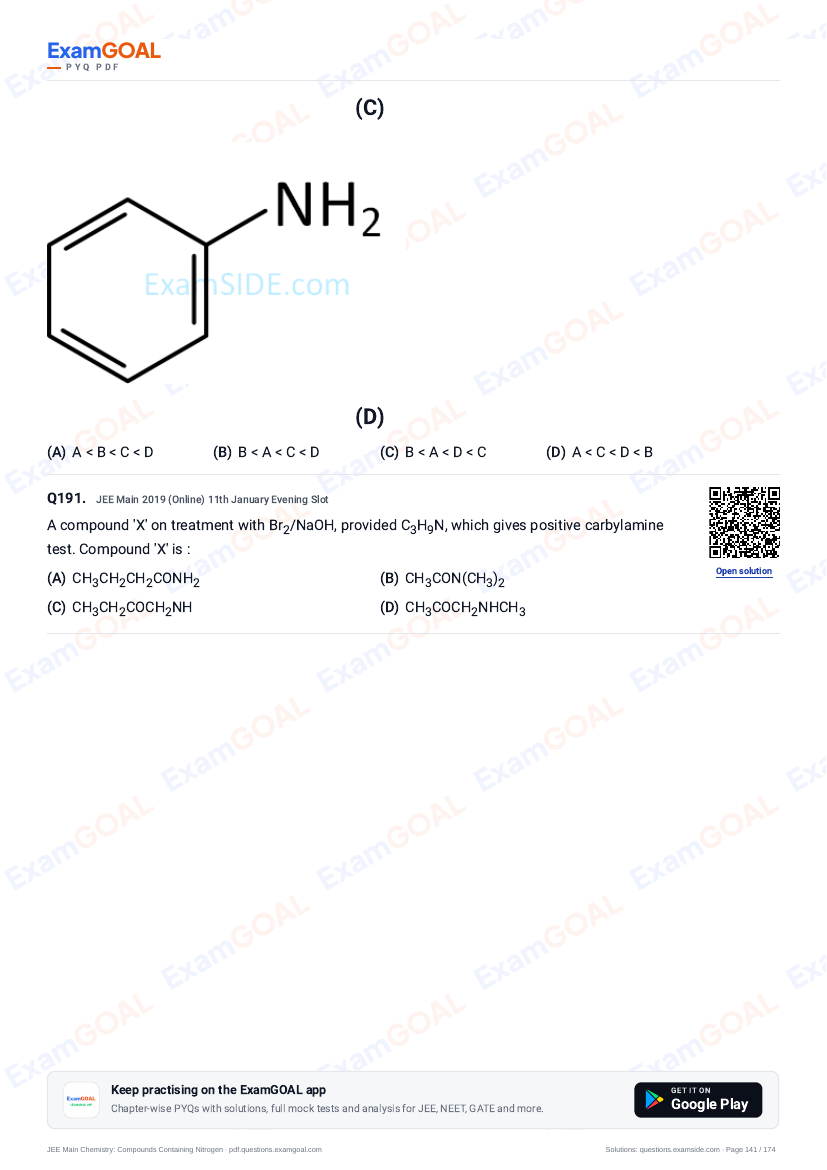 ExamGOAL
PYQ PDF
(C)
NH2
ExamSIDE.com
(D)
(A) A < B < C < D (B) B < A < C < D (C) B < A < D < C (D) A < C < D < B
Q191. JEE Main 2019 (Online) 11th January Evening Slot
A compound 'X' on treatment with Br2/NaOH, provided C3H9N, which gives positive carbylamine
test. Compound 'X' is :
Open solution
(A) CH3CH2CH2CONH2 (B) CH3CON(CH3)2
(C) CH3CH2COCH2NH (D) CH3COCH2NHCH3
Keep practising on the ExamGOAL app
Chapter-wise PYQs with solutions, full mock tests and analysis for JEE, NEET, GATE and more.
GET IT ON
Google Play
JEE Main Chemistry: Compounds Containing Nitrogen · pdf.questions.examgoal.com Solutions: questions.examside.com · Page 141 / 174